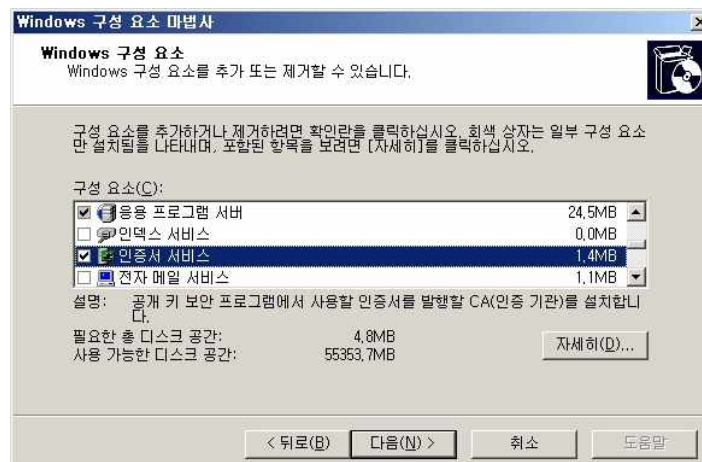 Windows 구성 요소 마법사
Windows 구성 요소
Windows 구성 요소를 추가 또는 제거할 수 있습니다.
구성 요소를 추가하거나 제거하려면 확인란을 클릭하십시오. 회색 상자는 일부 구성 요소
만 설치됨을 나타내며, 포함된 항목을 보려면 [자세히]를 클릭하십시오.
구성 요소(C):
응용 프로그램 서버 24.5MB
인덱스 서비스 0.0MB
인증서 서비스 1.4MB
전자 메일 서비스 1.1MB
설명: 공개 키 보안 프로그램에서 사용할 인증서를 발행할 CA(인증 기관)를 설치합니
다.
필요한 총 디스크 공간: 4.8MB
사용 가능한 디스크 공간: 55353.7MB
자세히(D)...
< 뒤로(B) 다음(N) > 취소 도움말